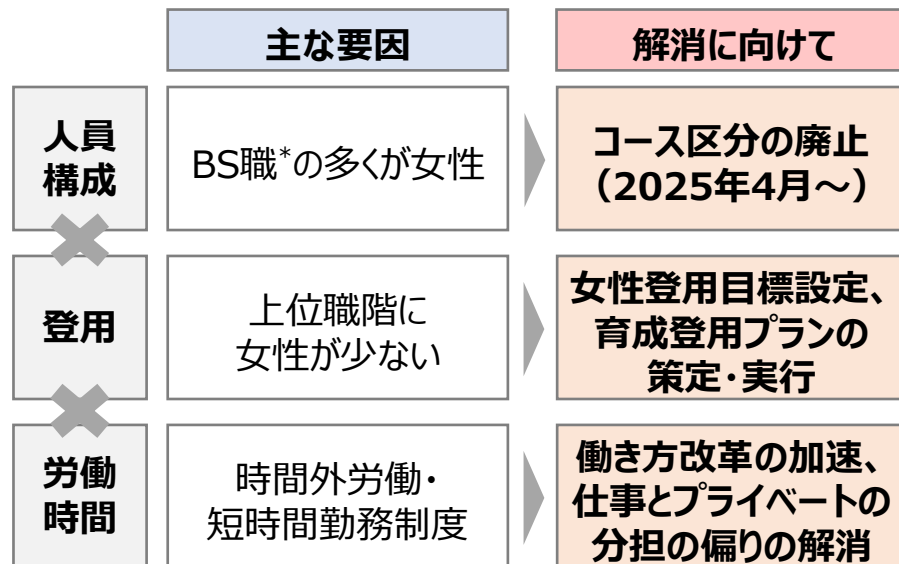 主な要因
解消に向けて
人員
構成
BS職*の多くが女性
コース区分の廃止
（2025年4月～）
登用
上位職階に
女性が少ない
女性登用目標設定、
育成登用プランの
策定・実行
労働
時間
時間外労働・
短時間勤務制度
働き方改革の加速、
仕事とプライベートの
分担の偏りの解消